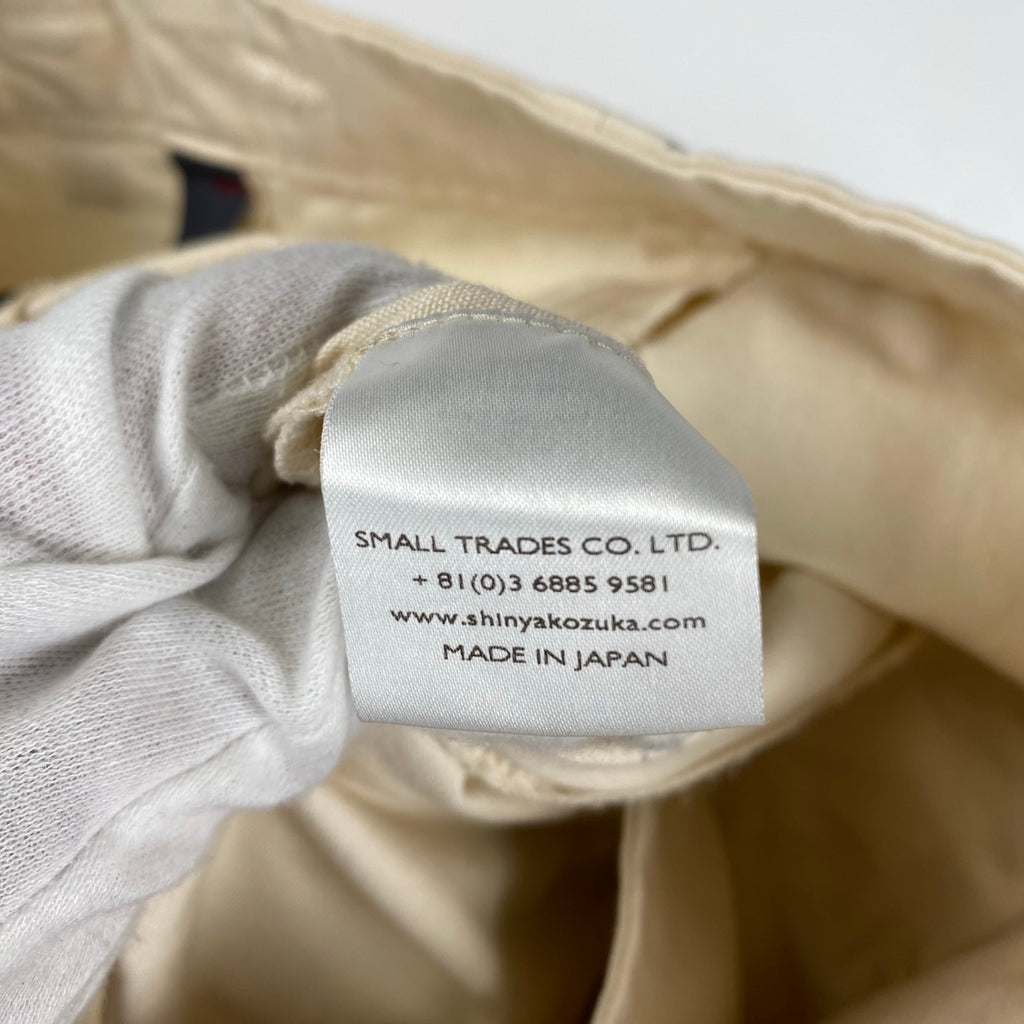 SMALL TRADES CO. LTD.
+ 81(0)3 6885 9581
www.shinyakozuka.com
MADE IN JAPAN